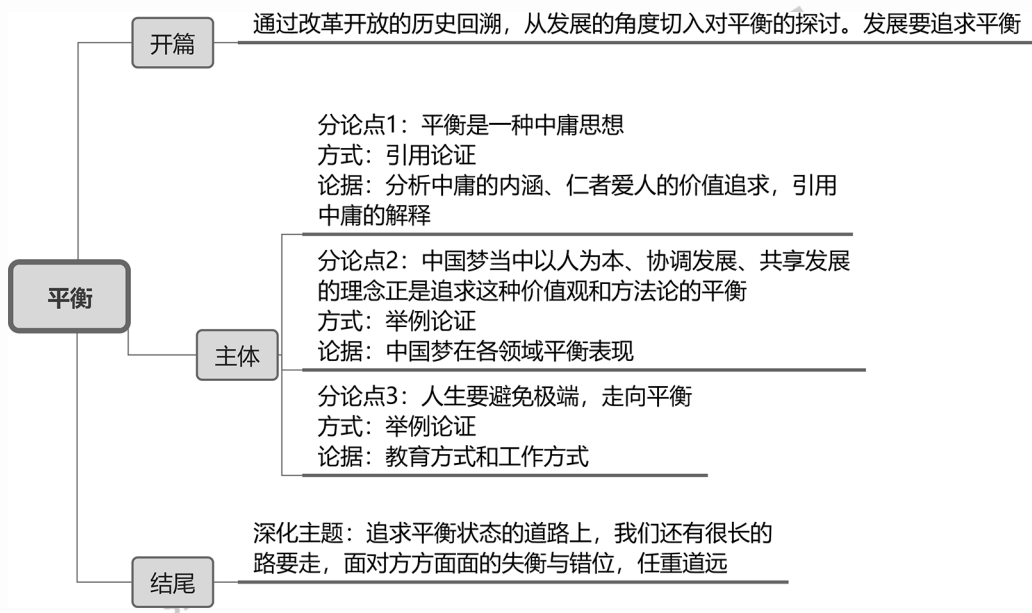 开篇
通过改革开放的历史回溯，从发展的角度切入对平衡的探讨。发展要追求平衡
分论点1：平衡是一种中庸思想
方式：引用论证
论据：分析中庸的内涵、仁者爱人的价值追求，引用
中庸的解释
平衡
主体
分论点2：中国梦当中以人为本、协调发展、共享发展
的理念正是追求这种价值观和方法论的平衡
方式：举例论证
论据：中国梦在各领域平衡表现
分论点3：人生要避免极端，走向平衡
方式：举例论证
论据：教育方式和工作方式
结尾
深化主题：追求平衡状态的道路上，我们还有很长的
路要走，面对方方面面的失衡与错位，任重道远